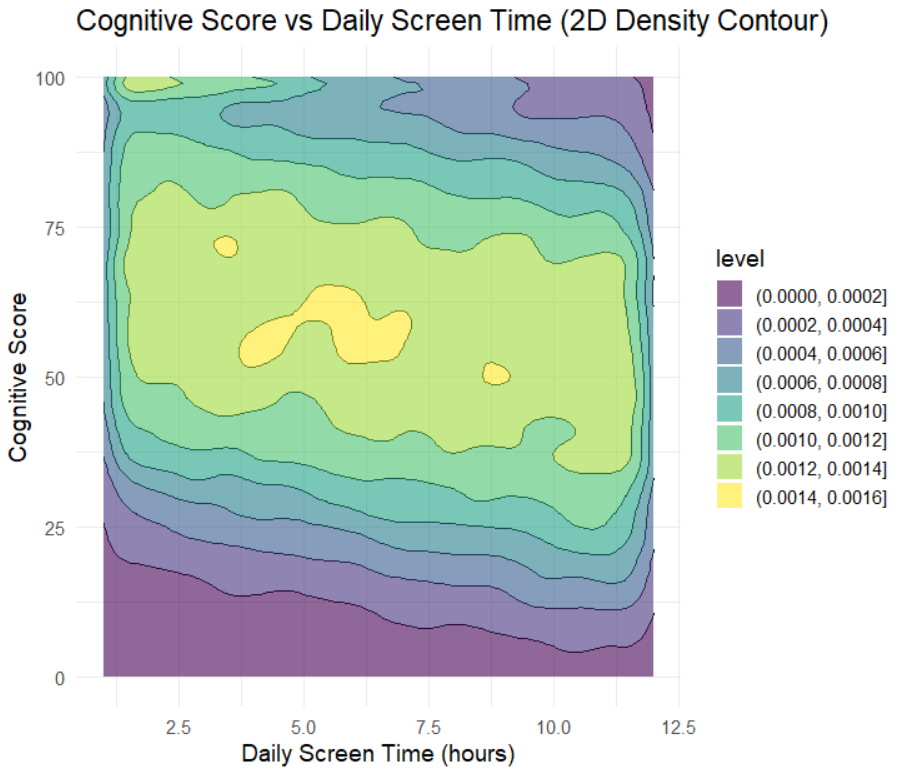 Cognitive Score vs Daily Screen Time (2D Density Contour)
100
75
50
25
0
Cognitive Score
2.5 5.0 7.5 10.0 12.5
Daily Screen Time (hours)
level
(0.0000, 0.0002]
(0.0002, 0.0004]
(0.0004, 0.0006]
(0.0006, 0.0008]
(0.0008, 0.0010]
(0.0010, 0.0012]
(0.0012, 0.0014]
(0.0014, 0.0016]